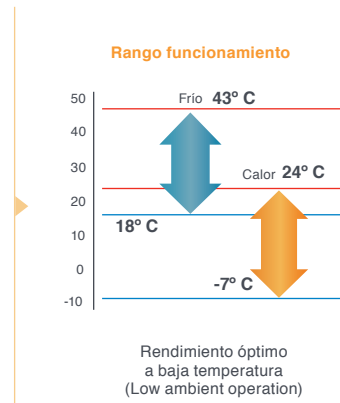 Rango funcionamiento
50
Frío 43º C
40
30
Calor 24º C
20
18º C
10
0
-7º C
-10
Rendimiento óptimo
a baja temperatura
(Low ambient operation)